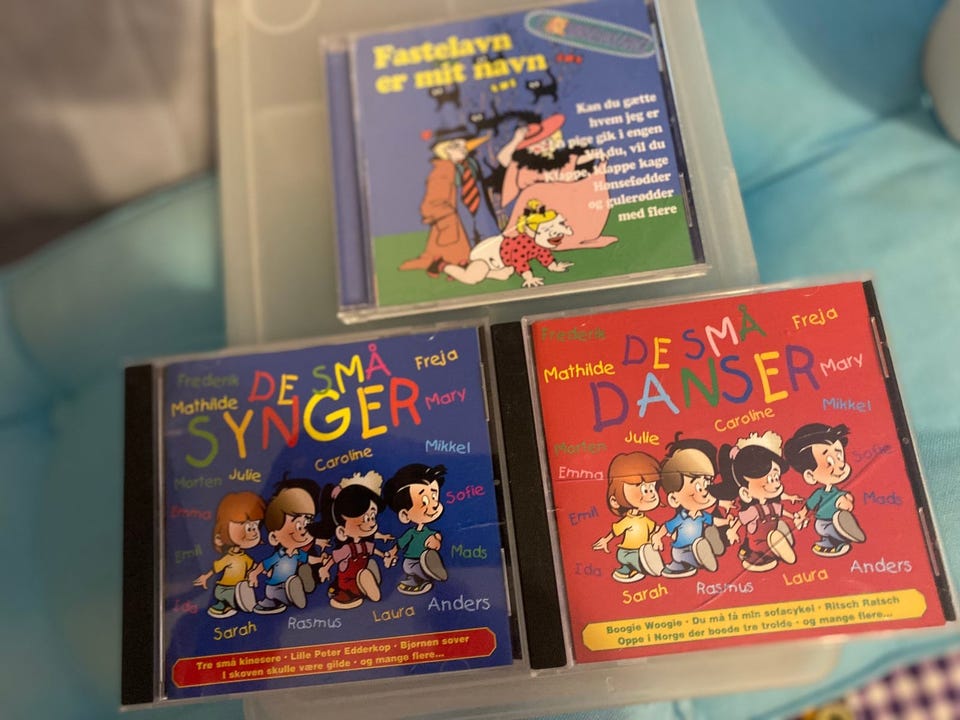 Fastelavn
er mit navn
Kan du gætte
hvem jeg er
En pige gik i engen
Vil du, vil du
Klappe, klappe kage
Hønsefødder
og gulerødder
med flere
Frederik
DE SMÅ
SYNGER
Freja
Mathilde
Mary
Mikkel
Caroline
Julie
Morten
Sofie
Emma
Emil
Mads
Ida
Sarah
Rasmus
Laura
Anders
Tre små kinesere · Lille Peter Edderkop · Bjørnen sover
I skoven skulle være gilde · og mange flere...
Frederik
DE SMÅ
DANSER
Freja
Mathilde
Mary
Mikkel
Caroline
Julie
Morten
Sofie
Emma
Emil
Mads
Ida
Sarah
Rasmus
Laura
Anders
Boogie Woogie · Du må få min sofacykel · Ritsch Ratsch
Oppe i Norge der boede tre trolde · og mange flere...